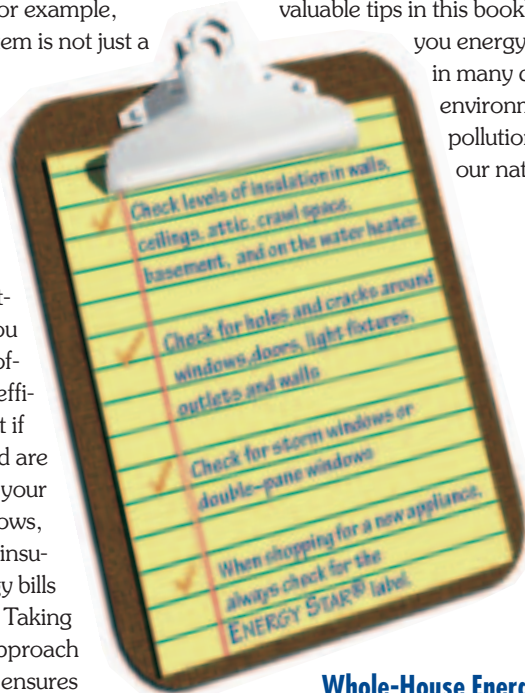 or example,
em is not just a
t-
ou
of-
effi-
t if
d are
your
ows,
insu-
gy bills
Taking
pproach
ensures
valuable tips in this book
you energy
in many
environm
pollution
our nat
Check levels of insulation in walls,
ceilings, attic, crawl space,
basement, and on the water heater.
Check for holes and cracks around
windows, doors, light fixtures,
outlets and walls
Check for storm windows or
double-pane windows
When shopping for a new appliance,
always check for the
ENERGY STAR® label.
Whole-House Energ